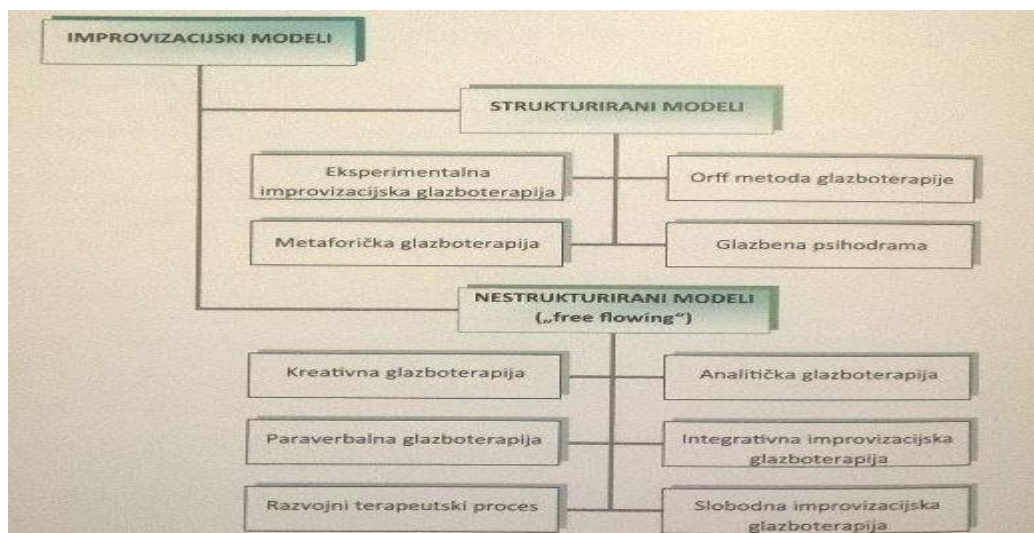 IMPROVIZACIJSKI MODELI
STRUKTURIRANI MODELI
Eksperimentalna
improvizacijska glazboterapija
Orff metoda glazboterapije
Metaforička glazboterapija
Glazbena psihodrama
NESTRUKTURIRANI MODELI
(„free flowing“)
Kreativna glazboterapija
Analitička glazboterapija
Paraverbalna glazboterapija
Integrativna improvizacijska
glazboterapija
Razvojni terapeutski proces
Slobodna improvizacijska
glazboterapija